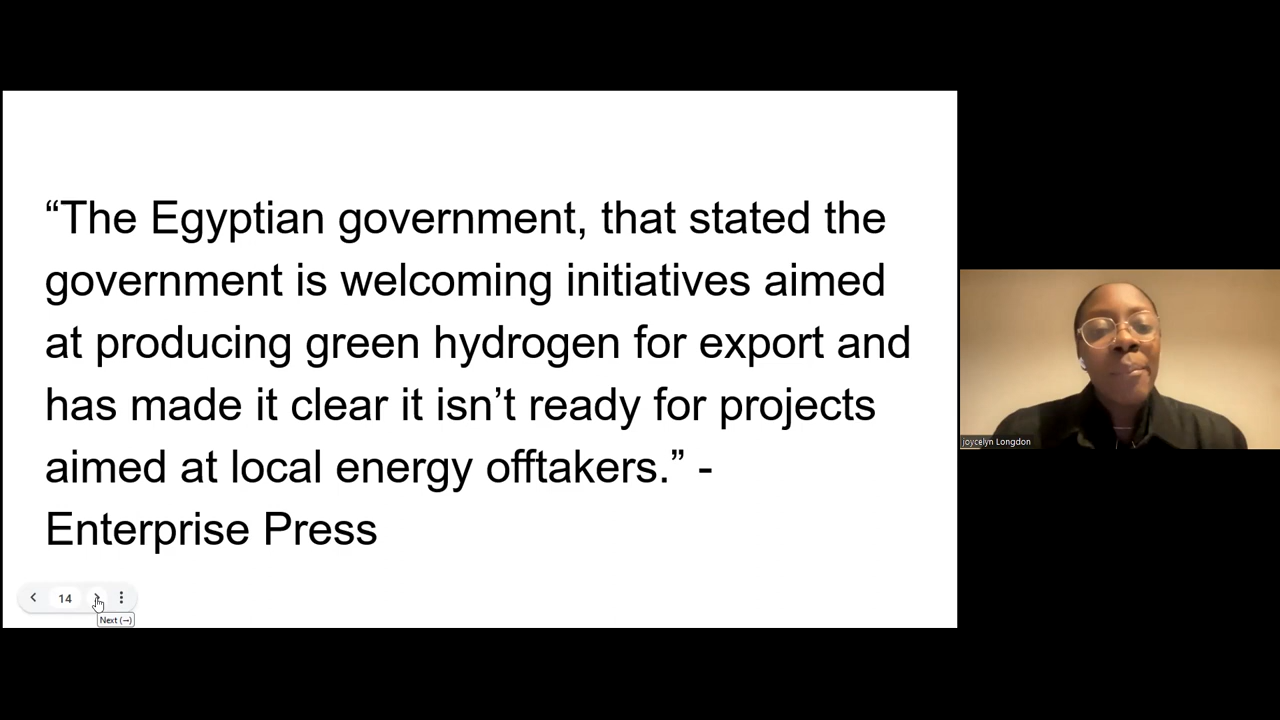 “The Egyptian government, that stated the
government is welcoming initiatives aimed
at producing green hydrogen for export and
has made it clear it isn’t ready for projects
aimed at local energy offtakers.” -
Enterprise Press
14
Next (→)
joycelyn Longdon